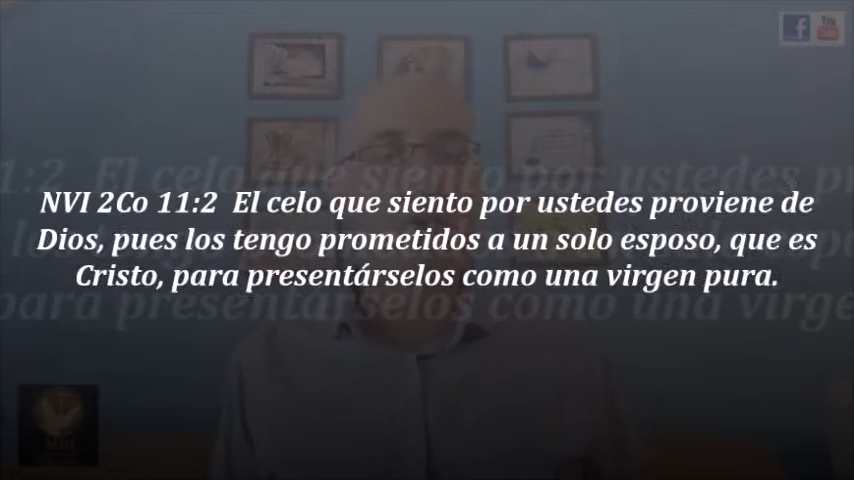 NVI 2Co 11:2 El celo que siento por ustedes proviene de
Dios, pues los tengo prometidos a un solo esposo, que es
Cristo, para presentárselos como una virgen pura.